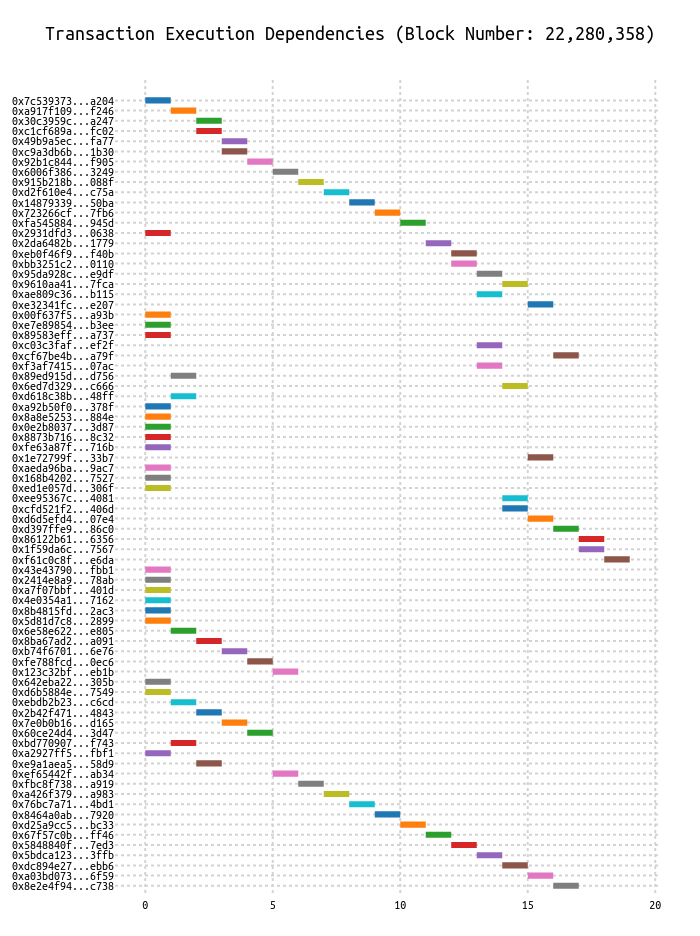 Transaction Execution Dependencies (Block Number: 22,280,358)
0x7c539373...a204
0xa917f109...f246
0x30c3959c...a247
0xc1cf689a...fc02
0x49b9a5ec...fa77
0xc9a3db6b...1b30
0x92b1c844...f905
0x6006f386...3249
0x915b218b...088f
0xd2f610e4...c75a
0x14879339...50ba
0x723266cf...7fb6
0xfa545884...945d
0x2931dfd3...0638
0x2da6482b...1779
0xeb0f46f9...f40b
0xbb3251c2...0110
0x95da928c...e9df
0x9610aa41...7fca
0xae809c36...b115
0xe32341fc...e207
0x00f637f5...a93b
0xe7e89854...b3ee
0x89583eff...a737
0xc03c3faf...ef2f
0xcf67be4b...a79f
0xf3af7415...07ac
0x89ed915d...d756
0x6ed7d329...c666
0xd618c38b...48ff
0xa92b50f0...378f
0x8a8e5253...884e
0x0e2b8037...3d87
0x8873b716...8c32
0xfe63a87f...716b
0x1e72799f...33b7
0xaeda96ba...9ac7
0x168b4202...7527
0xed1e057d...306f
0xee95367c...4081
0xcfd521f2...406d
0xd6d5efd4...07e4
0xd397ffe9...86c0
0x86122b61...6356
0x1f59da6c...7567
0xf61c0c8f...e6da
0x43e43790...fbb1
0x2414e8a9...78ab
0xa7f07bbf...401d
0x4e0354a1...7162
0x8b4815fd...2ac3
0x5d81d7c8...2899
0x6e58e622...e805
0x8ba67ad2...a091
0xb74f6701...6e76
0xfe788fcd...0ec6
0x123c32bf...eb1b
0x642eba22...305b
0xd6b5884e...7549
0xebdb2b23...c6cd
0x2b42f471...4843
0x7e0b0b16...d165
0x60ce24d4...3d47
0xbd770907...f743
0xa2927ff5...fbf1
0xe9a1aea5...58d9
0xef65442f...ab34
0xfbc8f738...a919
0xa426f379...a983
0x76bc7a71...4bd1
0x8464a0ab...7920
0xd25a9cc5...bc33
0x67f57c0b...ff46
0x5848840f...7ed3
0x5bdca123...3ffb
0xdc894e27...ebb6
0xa03bd073...6f59
0x8e2e4f94...c738
0 5 10 15 20